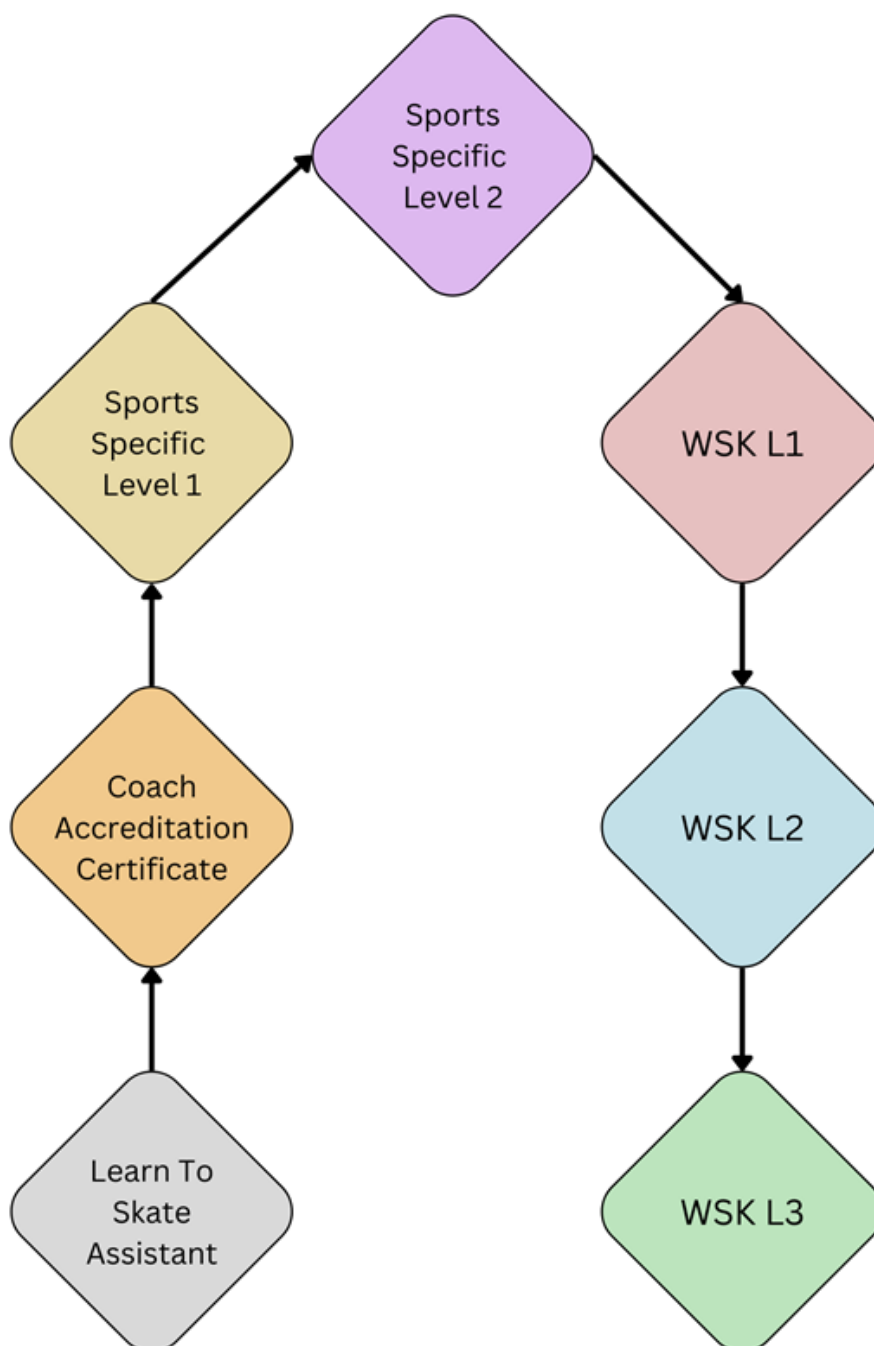 Sports
Specific
Level 2
Sports
Specific
Level 1
WSK L1
Coach
Accreditation
Certificate
WSK L2
Learn To
Skate
Assistant
WSK L3